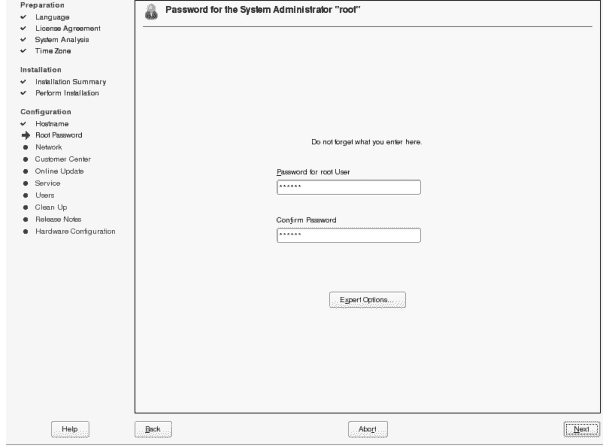 Preparation
Language
License Agreement
System Analysis
Time Zone
Installation
Installation Summary
Perform Installation
Configuration
Hostname
Root Password
Network
Customer Center
Online Update
Service
Users
Clean Up
Release Notes
Hardware Configuration
Password for the System Administrator "root"
Do not forget what you enter here.
Password for root User
******
Confirm Password
******
Expert Options...
Help
Back
Abort
Next